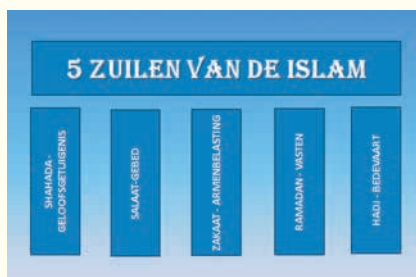 5 ZUILEN VAN DE ISLAM
SHAHADA -
GELOOFSGETUIGENIS
SALAAT-GEBED
ZAKAAT - ARMENBELASTING
RAMADAN - VASTEN
HADJ - BEDEVAART